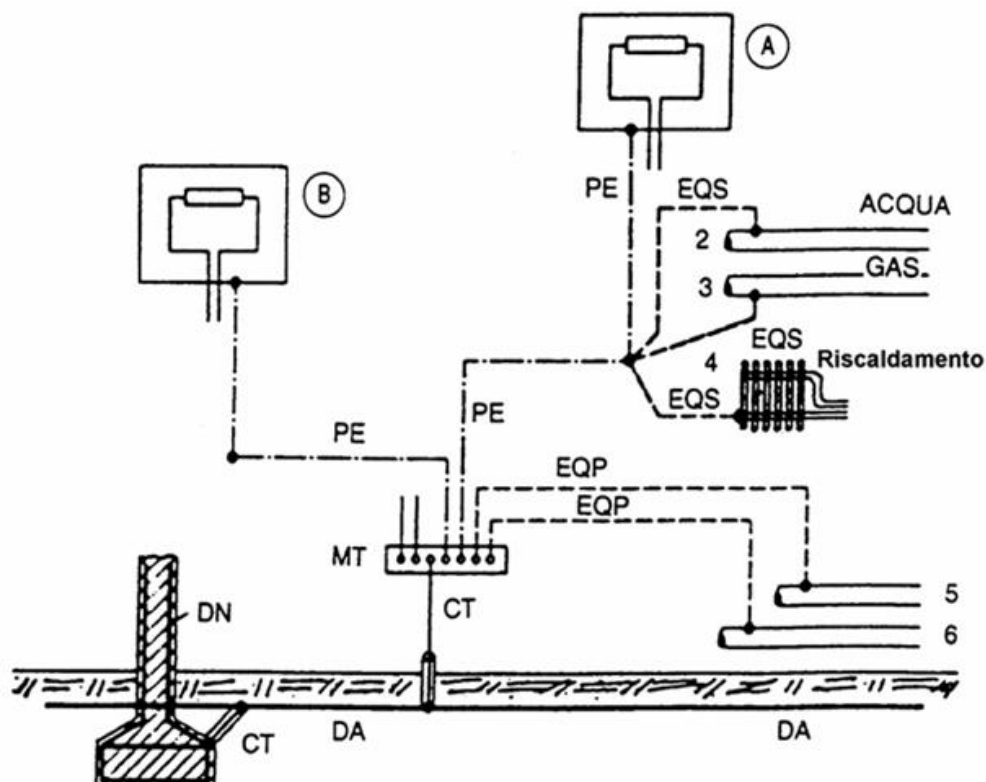 A
B
PE
EQS
ACQUA
2
GAS
3
EQS
4
Riscaldamento
EQS
PE
PE
EQP
EQP
MT
CT
5
DN
6
CT
DA
DA